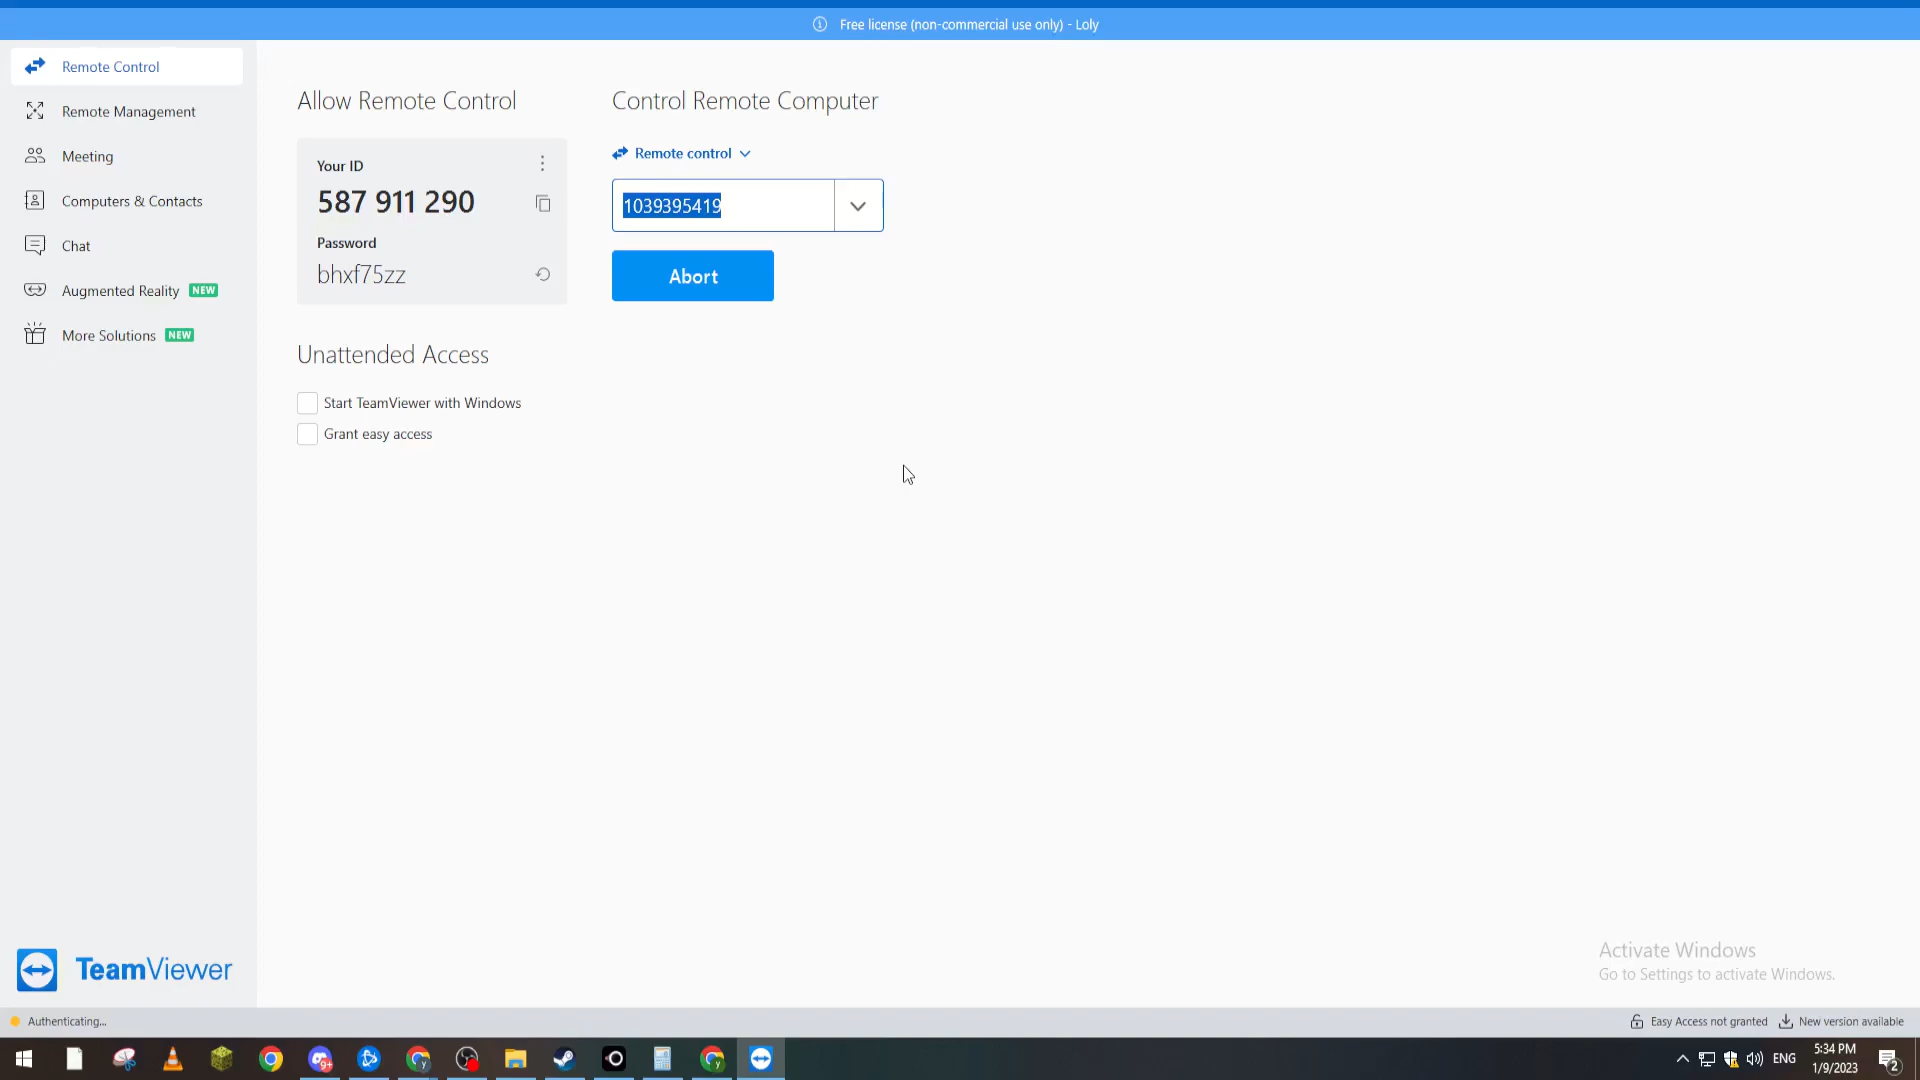 Free license (non-commercial use only) - Loly
Remote Control
Remote Management
Meeting
Computers & Contacts
Chat
Augmented Reality NEW
More Solutions NEW
Allow Remote Control
Your ID
587 911 290
Password
bhxf75zz
Control Remote Computer
Remote control
1039395419
Abort
Unattended Access
Start TeamViewer with Windows
Grant easy access
TeamViewer
Activate Windows
Go to Settings to activate Windows.
Authenticating...
Easy Access not granted
New version available
9+
ENG
5:34 PM
1/9/2023
2